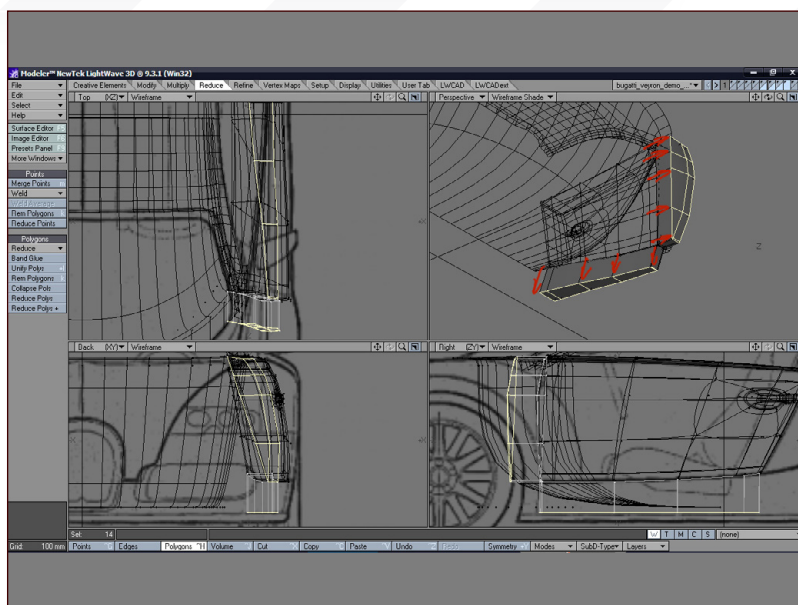 Modeler™ NewTek LightWave 3D ® 9.3.1 (Win32)
File
Creative Elements Modify Multiply Reduce Refine Vertex Maps Setup Display Utilities User Tab LWCAD LWCADext
bugatti_veyron_demo_...* 1
Edit
Select
Help
Surface Editor
Image Editor
Presets Panel
More Windows
Points
Merge Points
Weld
Weld Average
Rem Polygons
Reduce Points
Polygons
Reduce
Band Glue
Unify Polys
Rem Polygons
Collapse Pols
Reduce Polys
Reduce Polys +
Top (XZ) Wireframe
Perspective Wireframe Shade
Z
Back (XY) Wireframe
Right (ZY) Wireframe
Sel: 14
W T M C S (none)
Grid: 100 mm
Points Edges Polygons ^H Volume Cut Copy Paste Undo Symmetry Modes SubD-Type Layers